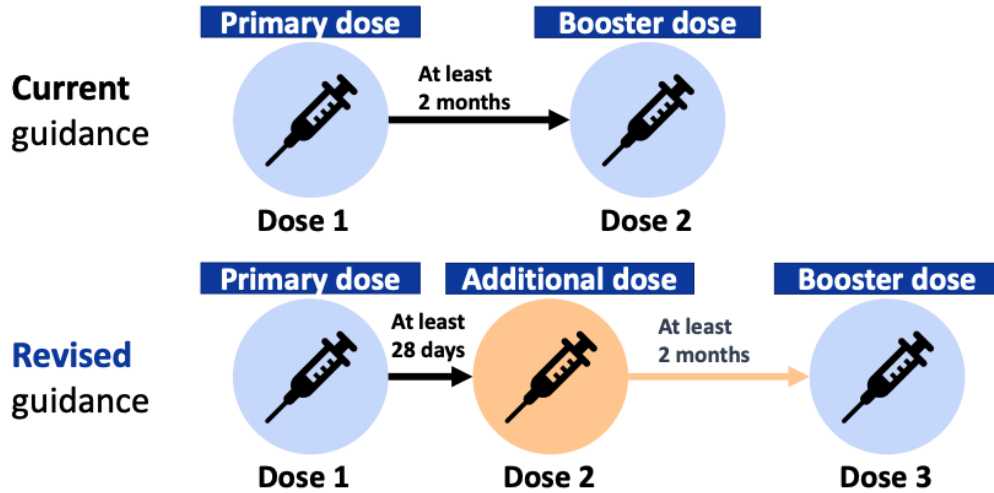 Primary dose
Booster dose
Current
guidance
At least
2 months
Dose 1
Dose 2
Primary dose
Additional dose
Booster dose
Revised
guidance
At least
28 days
At least
2 months
Dose 1
Dose 2
Dose 3